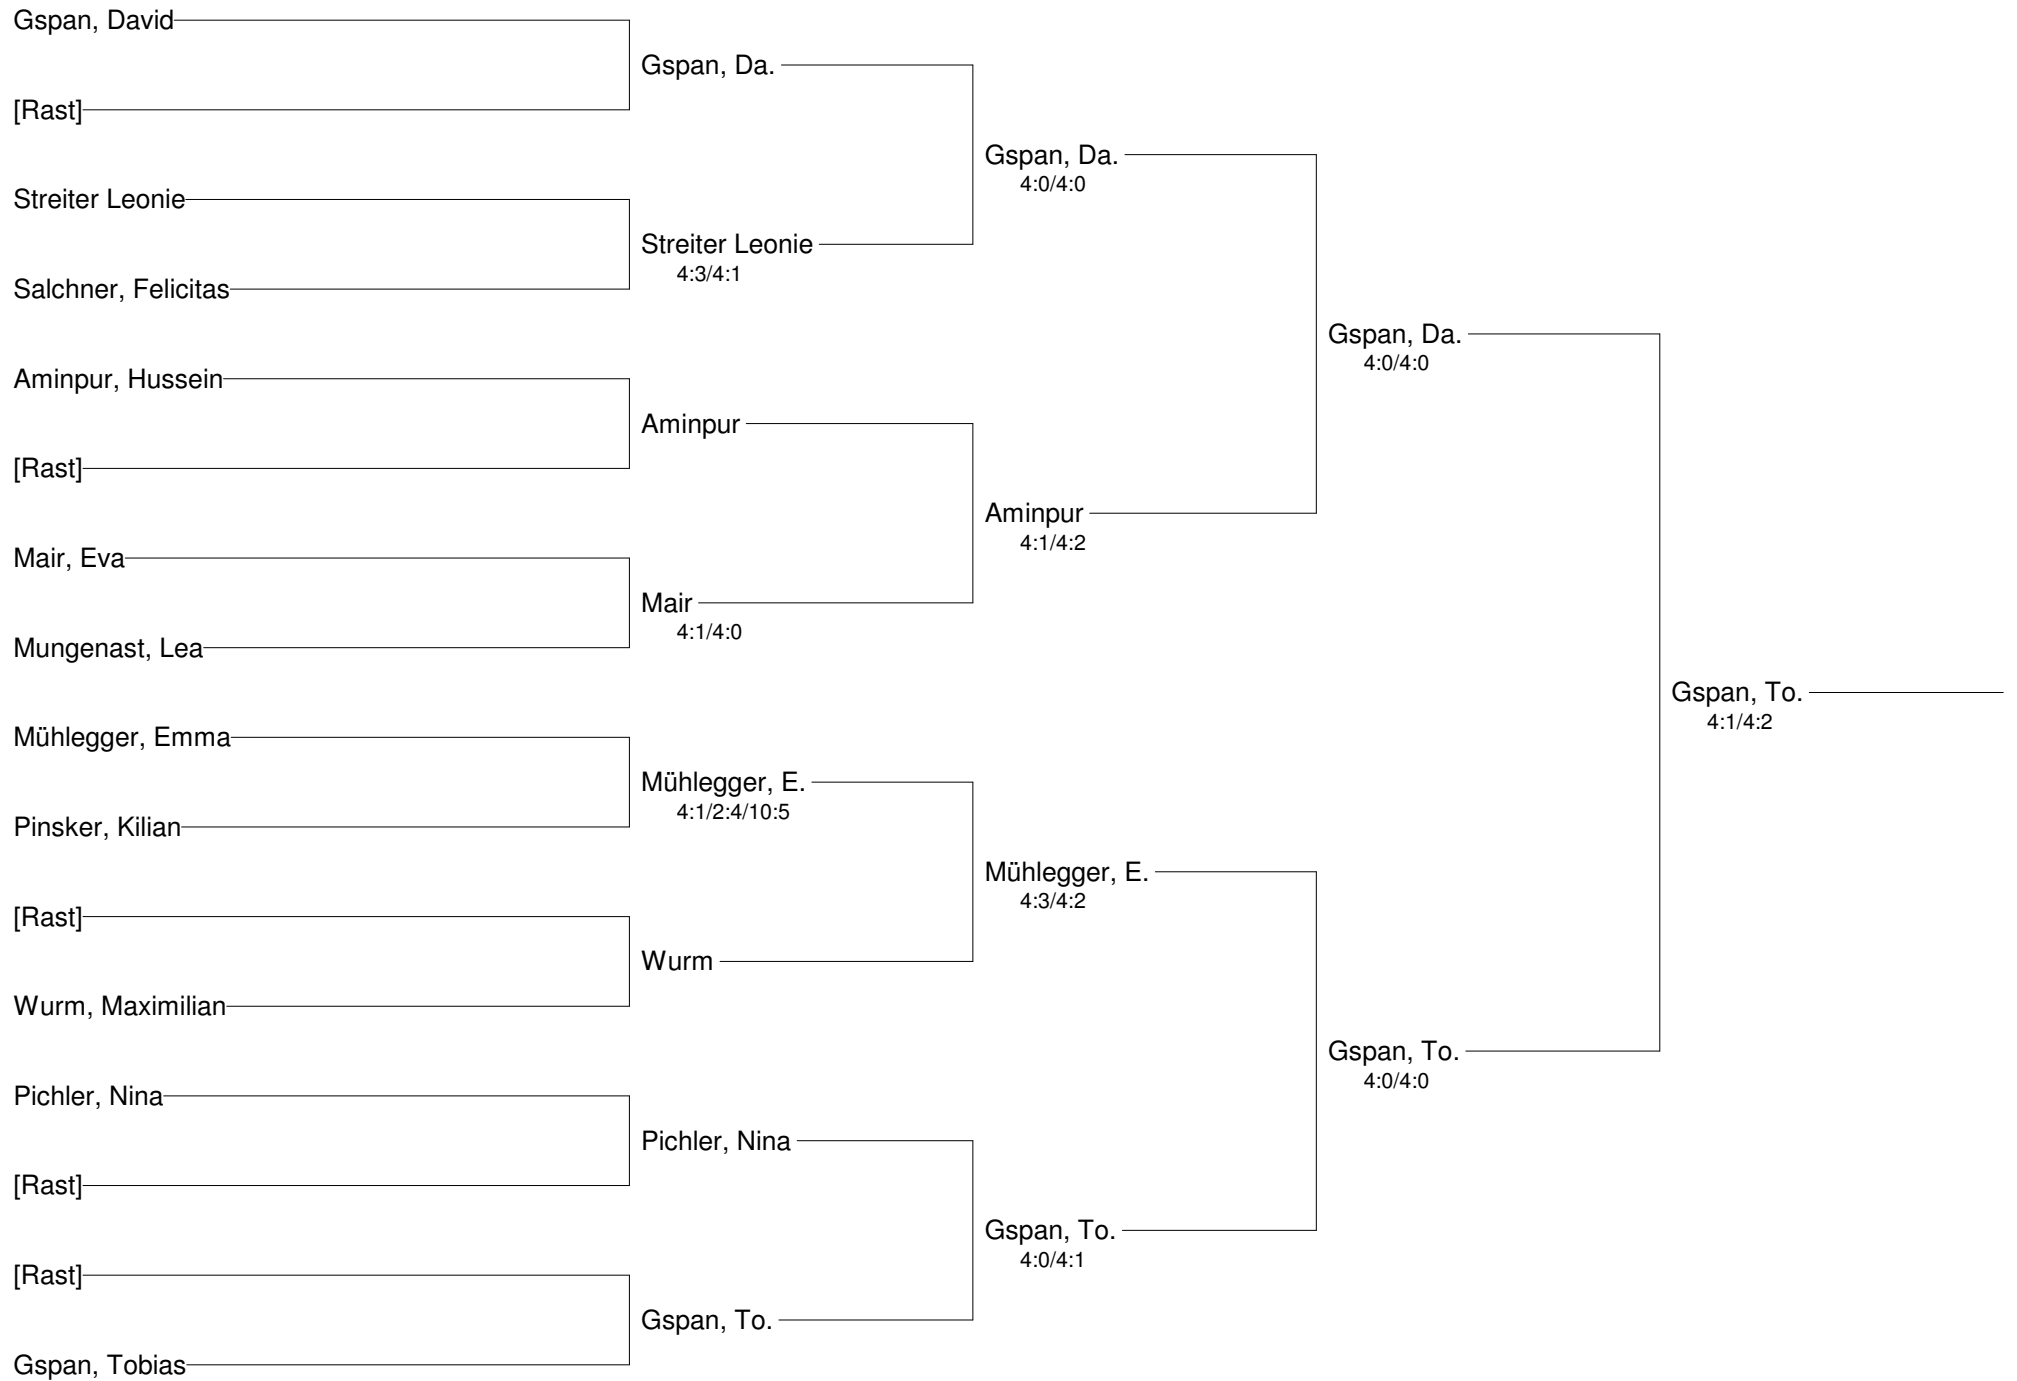 Gspan, David
Gspan, Da.
[Rast]
Gspan, Da.
4:0/4:0
Streiter Leonie
Streiter Leonie
4:3/4:1
Salchner, Felicitas
Gspan, Da.
4:0/4:0
Aminpur, Hussein
Aminpur
[Rast]
Aminpur
4:1/4:2
Mair, Eva
Mair
4:1/4:0
Mungenast, Lea
Gspan, To.
4:1/4:2
Mühlegger, Emma
Mühlegger, E.
4:1/2:4/10:5
Pinsker, Kilian
Mühlegger, E.
4:3/4:2
[Rast]
Wurm
Wurm, Maximilian
Gspan, To.
4:0/4:0
Pichler, Nina
Pichler, Nina
[Rast]
Gspan, To.
4:0/4:1
[Rast]
Gspan, To.
Gspan, Tobias